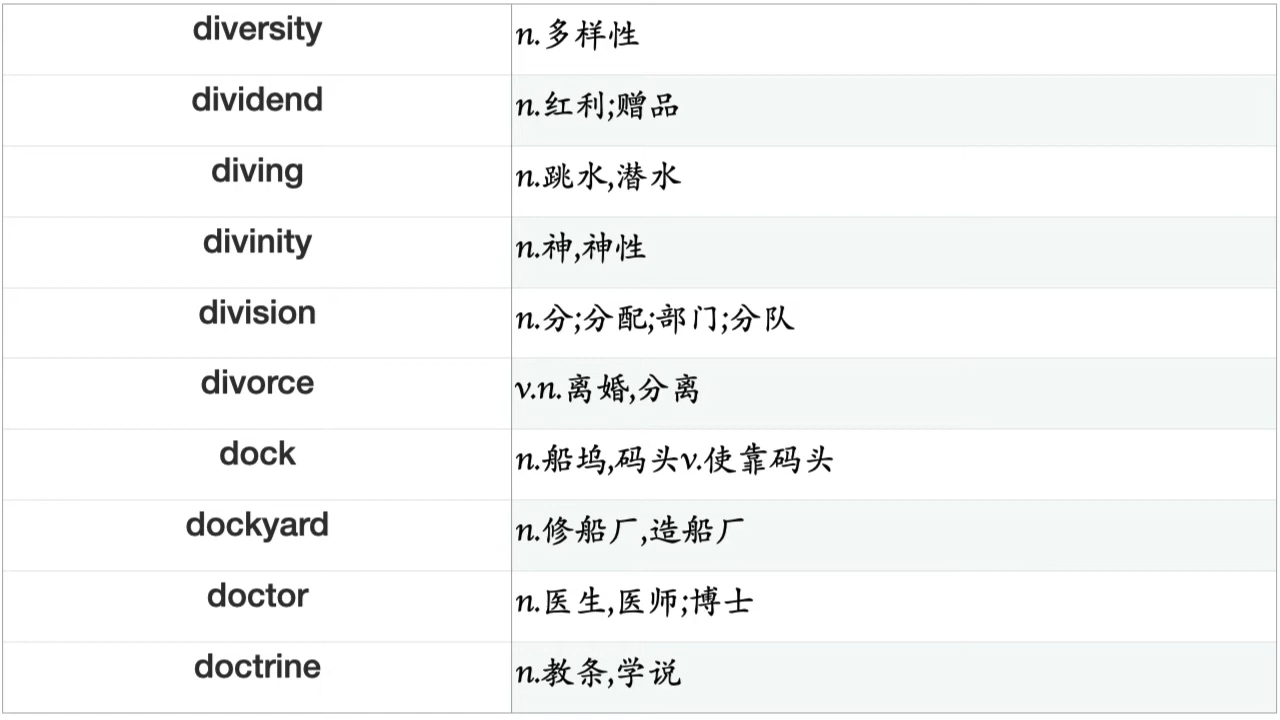 diversity n.多样性
dividend n.红利;赠品
diving n.跳水,潜水
divinity n.神,神性
division n.分;分配;部门;分队
divorce v.n.离婚,分离
dock n.船坞,码头v.使靠码头
dockyard n.修船厂,造船厂
doctor n.医生,医师;博士
doctrine n.教条,学说